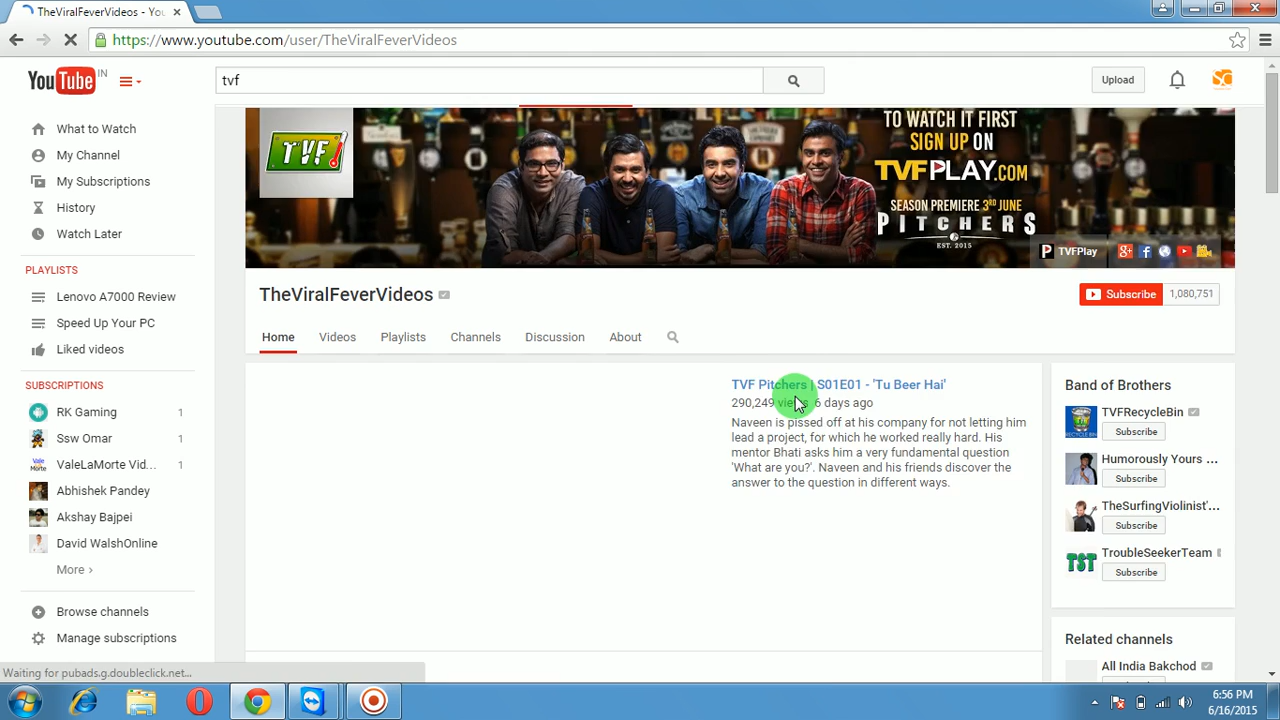 TheViralFeverVideos - You
https://www.youtube.com/user/TheViralFeverVideos
YouTube IN
tvf
Upload
What to Watch
My Channel
My Subscriptions
History
Watch Later
PLAYLISTS
Lenovo A7000 Review
Speed Up Your PC
Liked videos
SUBSCRIPTIONS
RK Gaming 1
Ssw Omar 1
ValeLaMorte Vid... 1
Abhishek Pandey
Akshay Bajpei
David WalshOnline
More ›
Browse channels
Manage subscriptions
TVF
TO WATCH IT FIRST
SIGN UP ON
TVFPLAY.COM
SEASON PREMIERE 3RD JUNE
PITCHERS
EST. 2015
TVFPlay
TheViralFeverVideos
Subscribe 1,080,751
Home Videos Playlists Channels Discussion About
TVF Pitchers | S01E01 - 'Tu Beer Hai'
290,249 views 6 days ago
Naveen is pissed off at his company for not letting him
lead a project, for which he worked really hard. His
mentor Bhati asks him a very fundamental question
'What are you?'. Naveen and his friends discover the
answer to the question in different ways.
Band of Brothers
TVFRecycleBin
Subscribe
Humorously Yours ...
Subscribe
TheSurfingViolinist'...
Subscribe
TST
TroubleSeekerTeam
Subscribe
Related channels
All India Bakchod
Waiting for pubads.g.doubleclick.net...
6:56 PM
6/16/2015